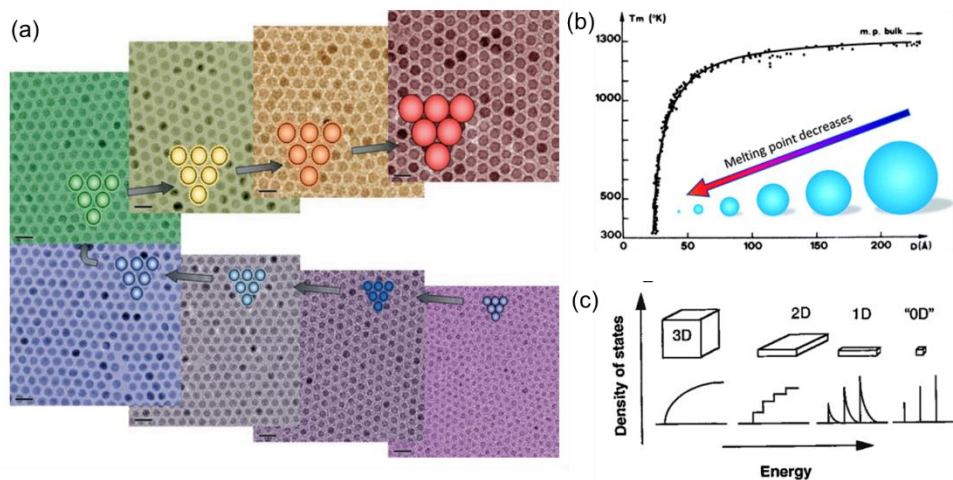 (a)
(b)
Tm (°K)
m. p. bulk
1300
1000
500
300
Melting point decreases
0
50
100
150
200
D(Å)
(c)
Density of states
3D
2D
1D
"0D"
Energy